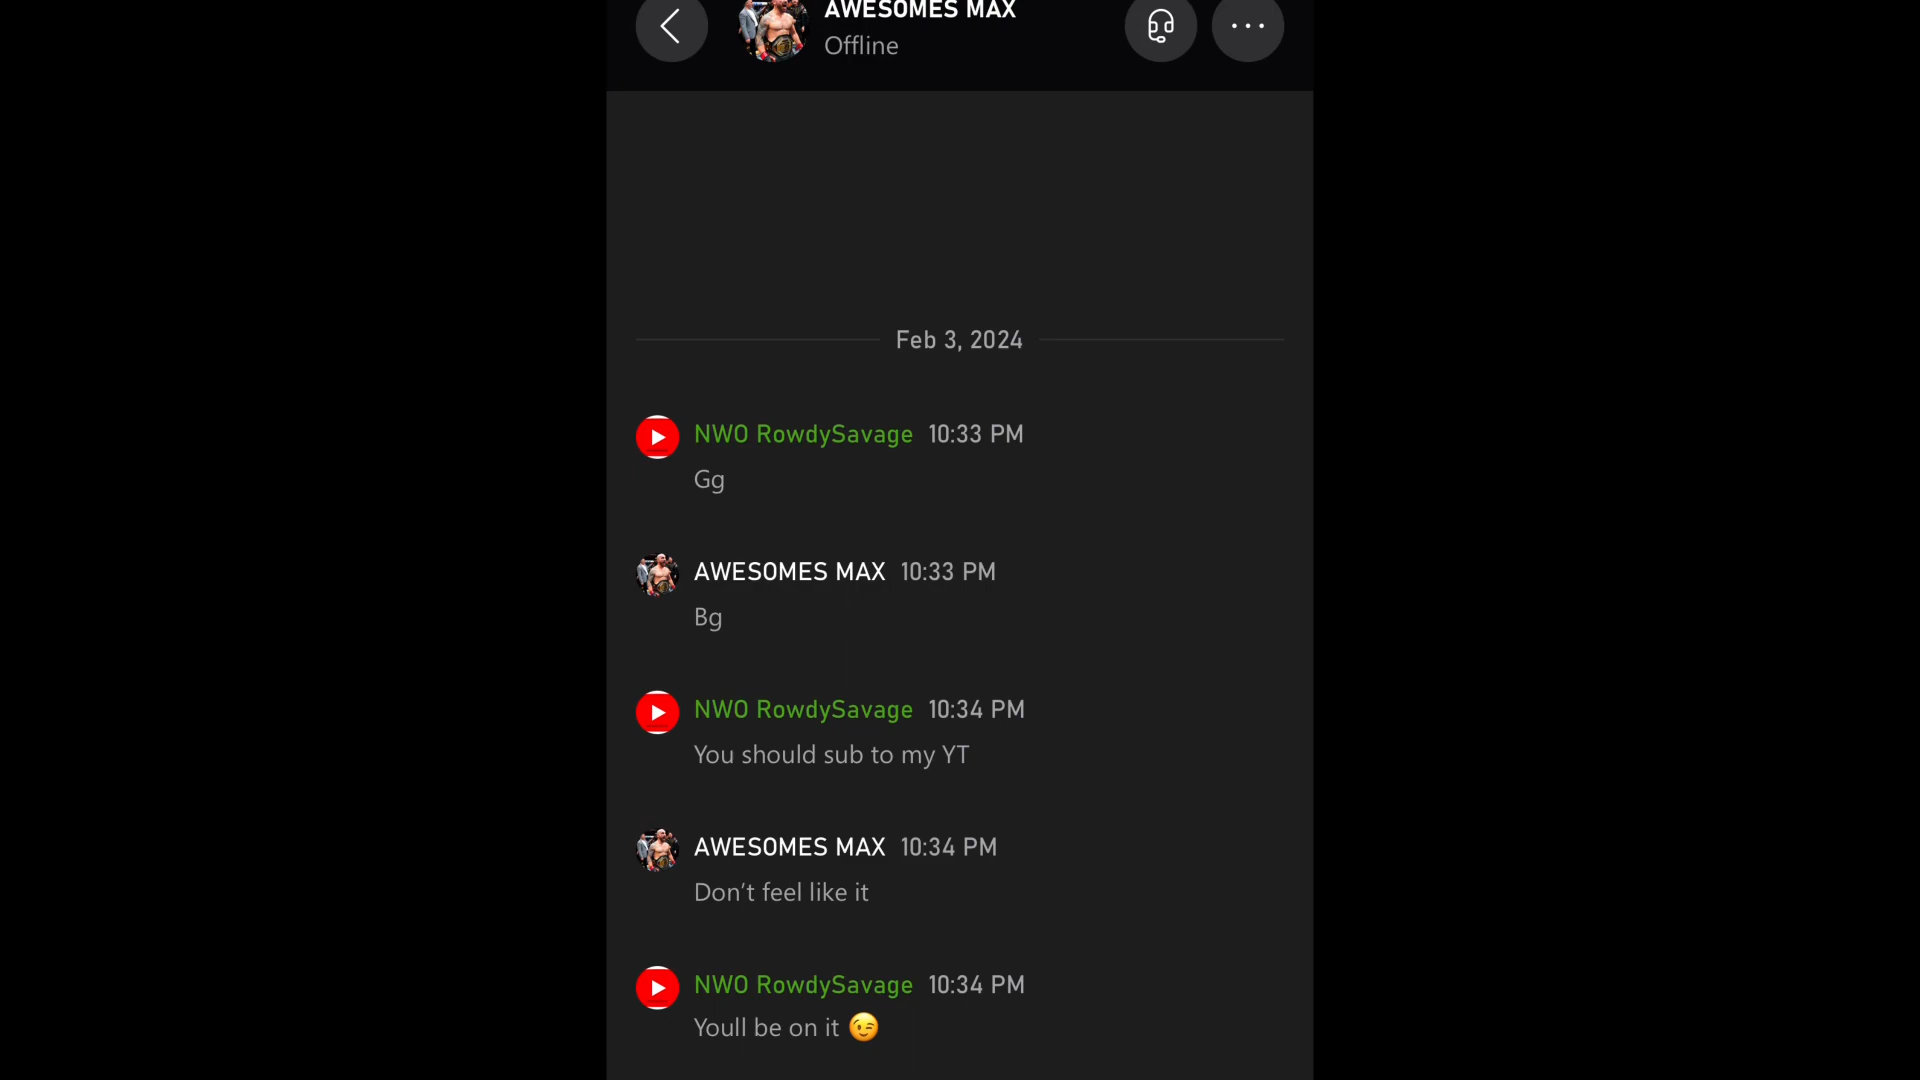 AWESOMES MAX
Offline
Feb 3, 2024
NWO RowdySavage 10:33 PM
Gg
AWESOMES MAX 10:33 PM
Bg
NWO RowdySavage 10:34 PM
You should sub to my YT
AWESOMES MAX 10:34 PM
Don’t feel like it
NWO RowdySavage 10:34 PM
Youll be on it 😉